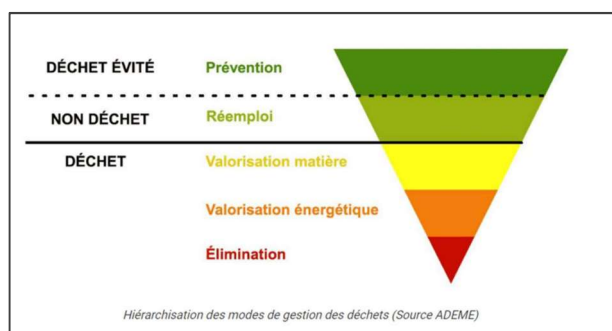 DÉCHET ÉVITÉ Prévention
NON DÉCHET Réemploi
DÉCHET Valorisation matière
Valorisation énergétique
Élimination
Hiérarchisation des modes de gestion des déchets (Source ADEME)